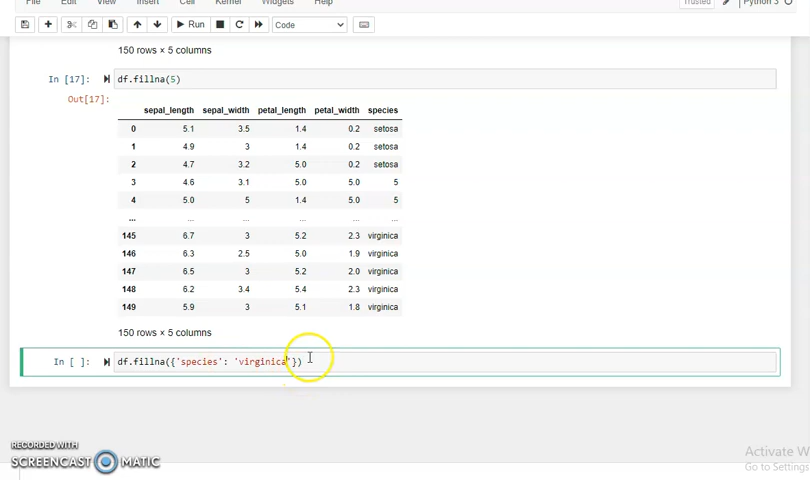 File Edit View Insert Cell Kernel Widgets Help Trusted Python 3
Run Code
150 rows × 5 columns
In [17]: df.fillna(5)
Out[17]:
sepal_length sepal_width petal_length petal_width species
0 5.1 3.5 1.4 0.2 setosa
1 4.9 3 1.4 0.2 setosa
2 4.7 3.2 5.0 0.2 setosa
3 4.6 3.1 5.0 5.0 5
4 5.0 5 1.4 5.0 5
... ... ... ... ... ...
145 6.7 3 5.2 2.3 virginica
146 6.3 2.5 5.0 1.9 virginica
147 6.5 3 5.2 2.0 virginica
148 6.2 3.4 5.4 2.3 virginica
149 5.9 3 5.1 1.8 virginica
150 rows × 5 columns
In [ ]: df.fillna({'species': 'virginica'})
RECORDED WITH
SCREENCAST MATIC
Activate W
Go to Settings